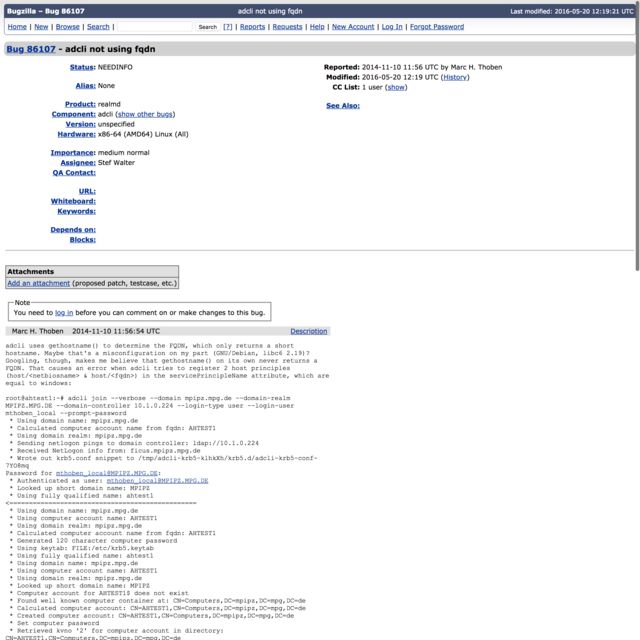 Bugzilla – Bug 86107 adcli not using fqdn Last modified: 2016-05-20 12:19:21 UTC
Home | New | Browse | Search | Search [?] | Reports | Requests | Help | New Account | Log In | Forgot Password
Bug 86107 - adcli not using fqdn
Status: NEEDINFO
Alias: None
Product: realmd
Component: adcli (show other bugs)
Version: unspecified
Hardware: x86-64 (AMD64) Linux (All)
Importance: medium normal
Assignee: Stef Walter
QA Contact:
URL:
Whiteboard:
Keywords:
Depends on:
Blocks:
Reported: 2014-11-10 11:56 UTC by Marc H. Thoben
Modified: 2016-05-20 12:19 UTC (History)
CC List: 1 user (show)
See Also:
Attachments
Add an attachment (proposed patch, testcase, etc.)
Note
You need to log in before you can comment on or make changes to this bug.
Marc H. Thoben 2014-11-10 11:56:54 UTC Description
adcli uses gethostname() to determine the FQDN, which only returns a short
hostname. Maybe that's a misconfiguration on my part (GNU/Debian, libc6 2.19)?
Googling, though, makes me believe that gethostname() on its own never returns a
FQDN. That causes an error when adcli tries to register 2 host principles
(host/<netbiosname> & host/<fqdn>) in the servicePrincipleName attribute, which are
equal to windows:
root@ahtest1:~# adcli join --verbose --domain mpipz.mpg.de --domain-realm
MPIPZ.MPG.DE --domain-controller 10.1.0.224 --login-type user --login-user
mthoben_local --prompt-password
* Using domain name: mpipz.mpg.de
* Calculated computer account name from fqdn: AHTEST1
* Using domain realm: mpipz.mpg.de
* Sending netlogon pings to domain controller: ldap://10.1.0.224
* Received NetLogon info from: ficus.mpipz.mpg.de
* Wrote out krb5.conf snippet to /tmp/adcli-krb5-klhkXh/krb5.d/adcli-krb5-conf-
7YO8mq
Password for mthoben_local@MPIPZ.MPG.DE:
* Authenticated as user: mthoben_local@MPIPZ.MPG.DE
* Looked up short domain name: MPIPZ
* Using fully qualified name: ahtest1
<==============================================
* Using domain name: mpipz.mpg.de
* Using computer account name: AHTEST1
* Using domain realm: mpipz.mpg.de
* Calculated computer account name from fqdn: AHTEST1
* Generated 120 character computer password
* Using keytab: FILE:/etc/krb5.keytab
* Using fully qualified name: ahtest1
* Using domain name: mpipz.mpg.de
* Using computer account name: AHTEST1
* Using domain realm: mpipz.mpg.de
* Looked up short domain name: MPIPZ
* Computer account for AHTEST1$ does not exist
* Found well known computer container at: CN=Computers,DC=mpipz,DC=mpg,DC=de
* Calculated computer account: CN=AHTEST1,CN=Computers,DC=mpipz,DC=mpg,DC=de
* Created computer account: CN=AHTEST1,CN=Computers,DC=mpipz,DC=mpg,DC=de
* Set computer password
* Retrieved kvno '2' for computer account in directory:
CN=AHTEST1,CN=Computers,DC=mpipz,DC=mpg,DC=de